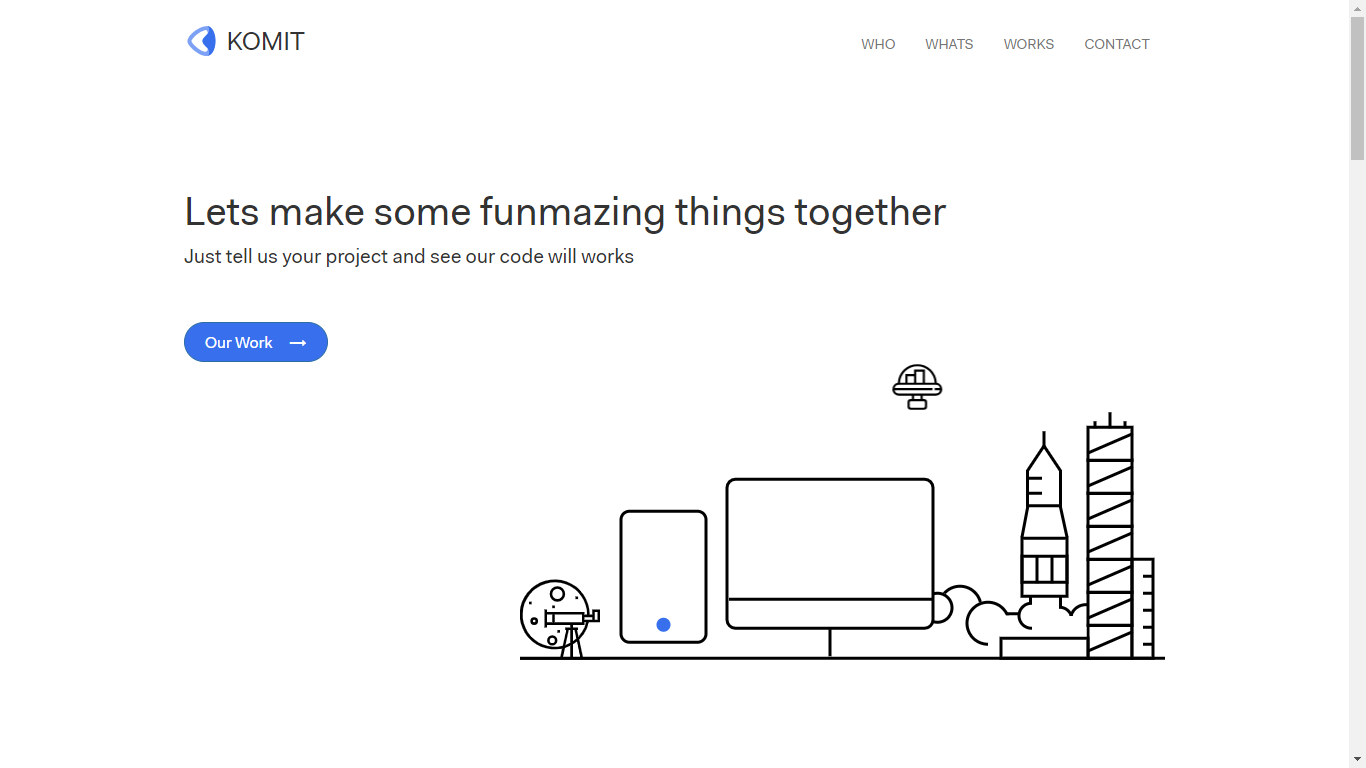 KOMIT
WHO WHATS WORKS CONTACT
Lets make some funmazing things together
Just tell us your project and see our code will works
Our Work